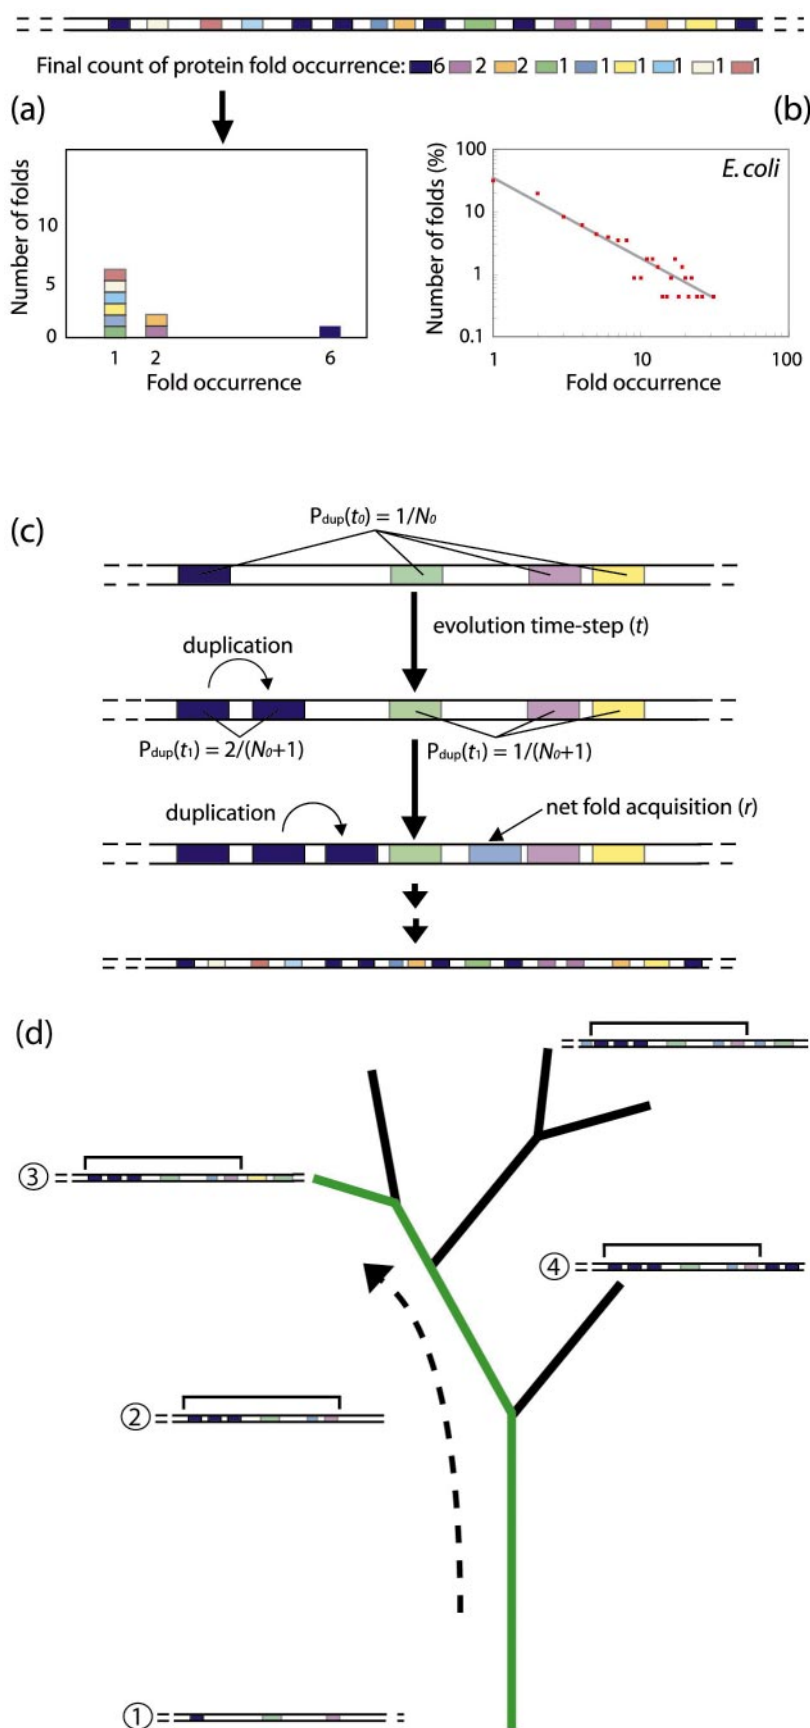 Final count of protein fold occurrence: 6 2 2 1 1 1 1 1 1
(a)
(b)
Number of folds
10
5
0
1 2 6
Fold occurrence
Number of folds (%)
E. coli
100
10
1
0.1
1 10 100
Fold occurrence
(c)
Pdup(t0) = 1/N0
evolution time-step (t)
duplication
Pdup(t1) = 2/(N0+1)
Pdup(t1) = 1/(N0+1)
duplication
net fold acquisition (r)
(d)
③
④
②
①